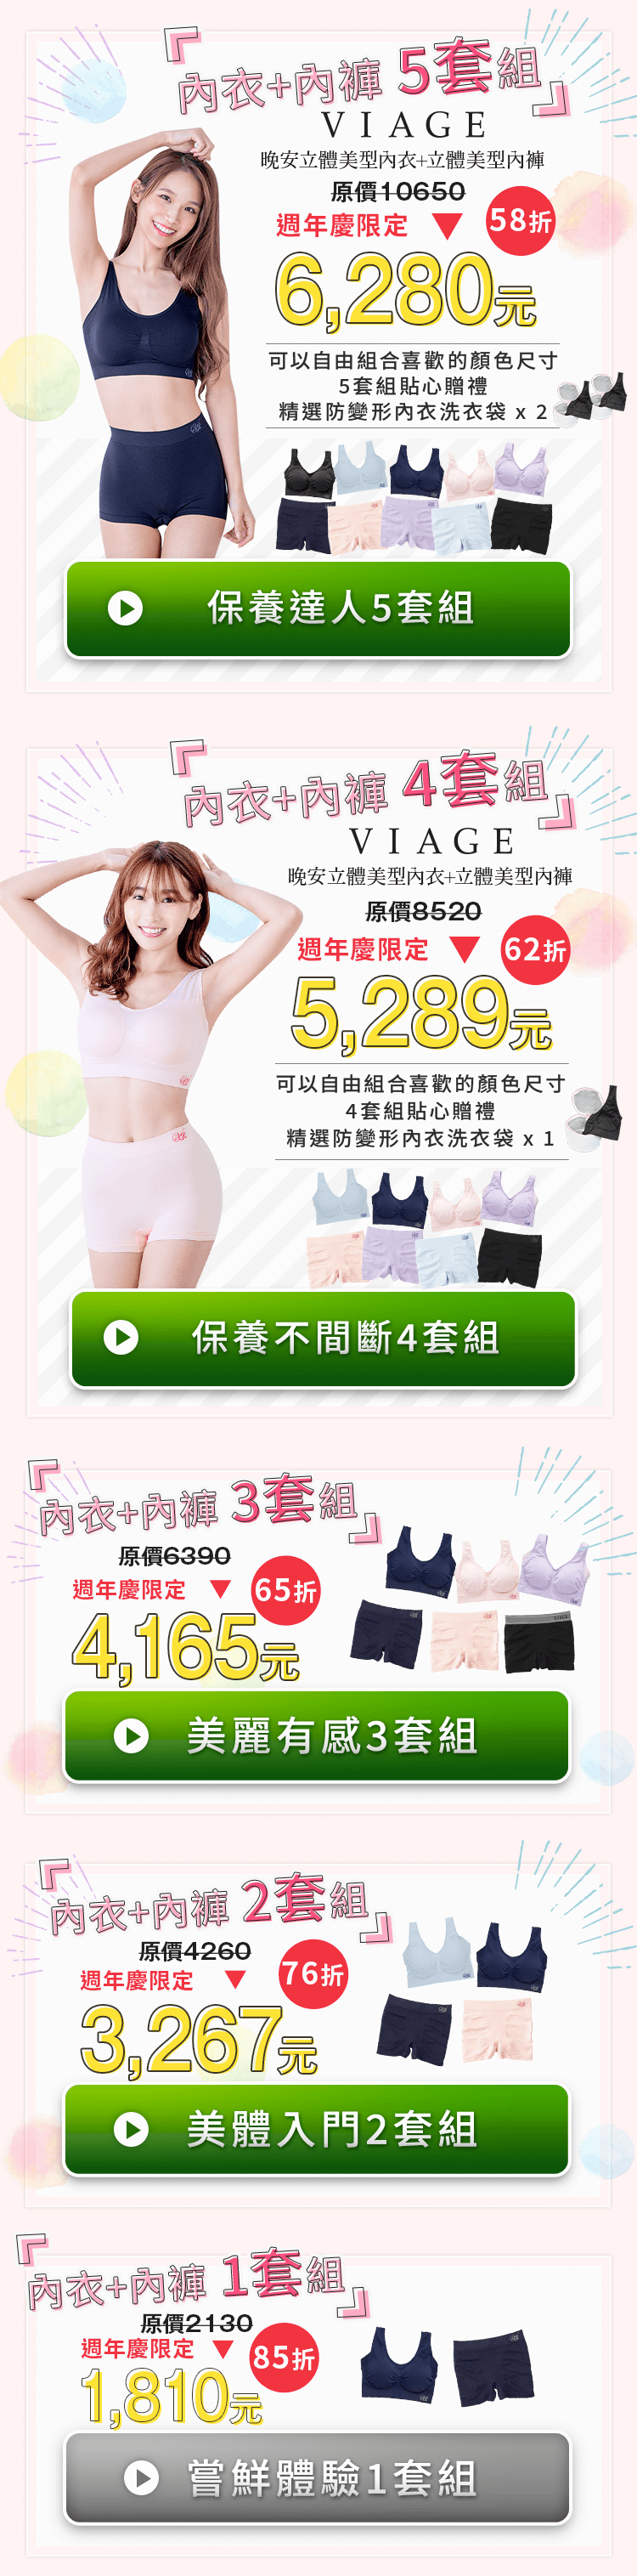 內衣+內褲 5套組
VIAGE
晚安立體美型內衣+立體美型內褲
原價10650
週年慶限定 ▼ 58折
6,280元
可以自由組合喜歡的顏色尺寸
5套組貼心贈禮
精選防變形內衣洗衣袋 x 2
保養達人5套組
內衣+內褲 4套組
VIAGE
晚安立體美型內衣+立體美型內褲
原價8520
週年慶限定 ▼ 62折
5,289元
可以自由組合喜歡的顏色尺寸
4套組貼心贈禮
精選防變形內衣洗衣袋 x 1
保養不間斷4套組
內衣+內褲 3套組
原價6390
週年慶限定 ▼ 65折
4,165元
美麗有感3套組
內衣+內褲 2套組
原價4260
週年慶限定 ▼ 76折
3,267元
美體入門2套組
內衣+內褲 1套組
原價2130
週年慶限定 ▼ 85折
1,810元
嘗鮮體驗1套組